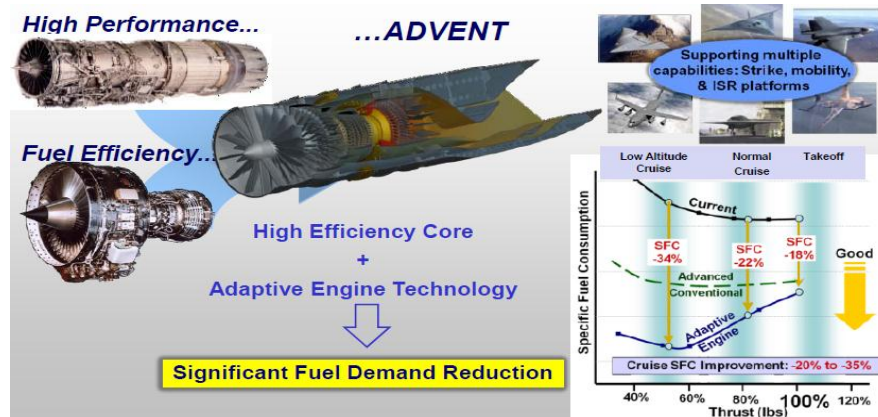 High Performance...
...ADVENT
Supporting multiple
capabilities: Strike, mobility,
& ISR platforms
Fuel Efficiency...
High Efficiency Core
+
Adaptive Engine Technology
Significant Fuel Demand Reduction
Low Altitude
Cruise
Normal
Cruise
Takeoff
Specific Fuel Consumption
Current
SFC
-34%
SFC
-22%
SFC
-18%
Good
Advanced
Conventional
Adaptive
Engine
Cruise SFC Improvement: -20% to -35%
40% 60% 80% 100% 120%
Thrust (lbs)